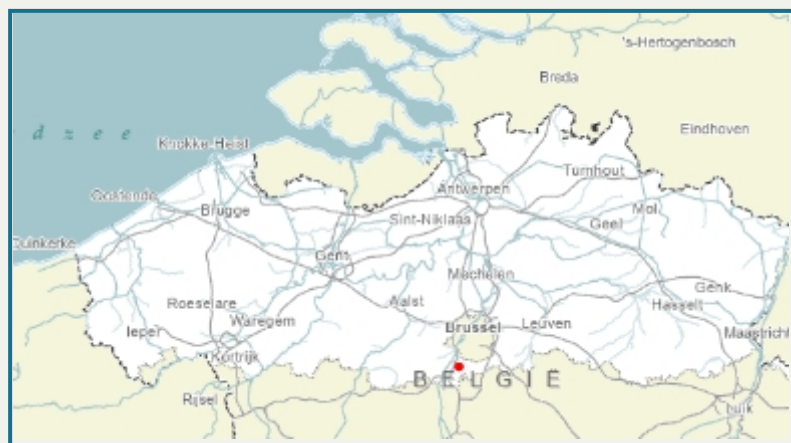 's-Hertogenbosch
Breda
Eindhoven
d z e e
Knokke-Heist
Turnhout
Oostende
Antwerpen
Mol
Brugge
Sint-Niklaas
Geel
Duinkerke
Gent
Mechelen
Genk
Roeselare
Aalst
Hasselt
Waregem
Brussel
Leuven
Ieper
Maastricht
Kortrijk
BELGIË
Rijsel
Luik